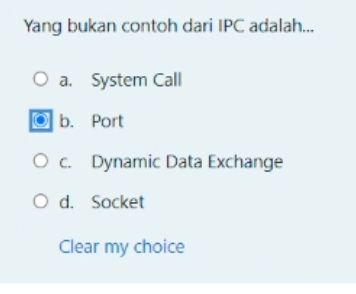 Yang bukan contoh dari IPC adalah...
a. System Call
b. Port
c. Dynamic Data Exchange
d. Socket
Clear my choice